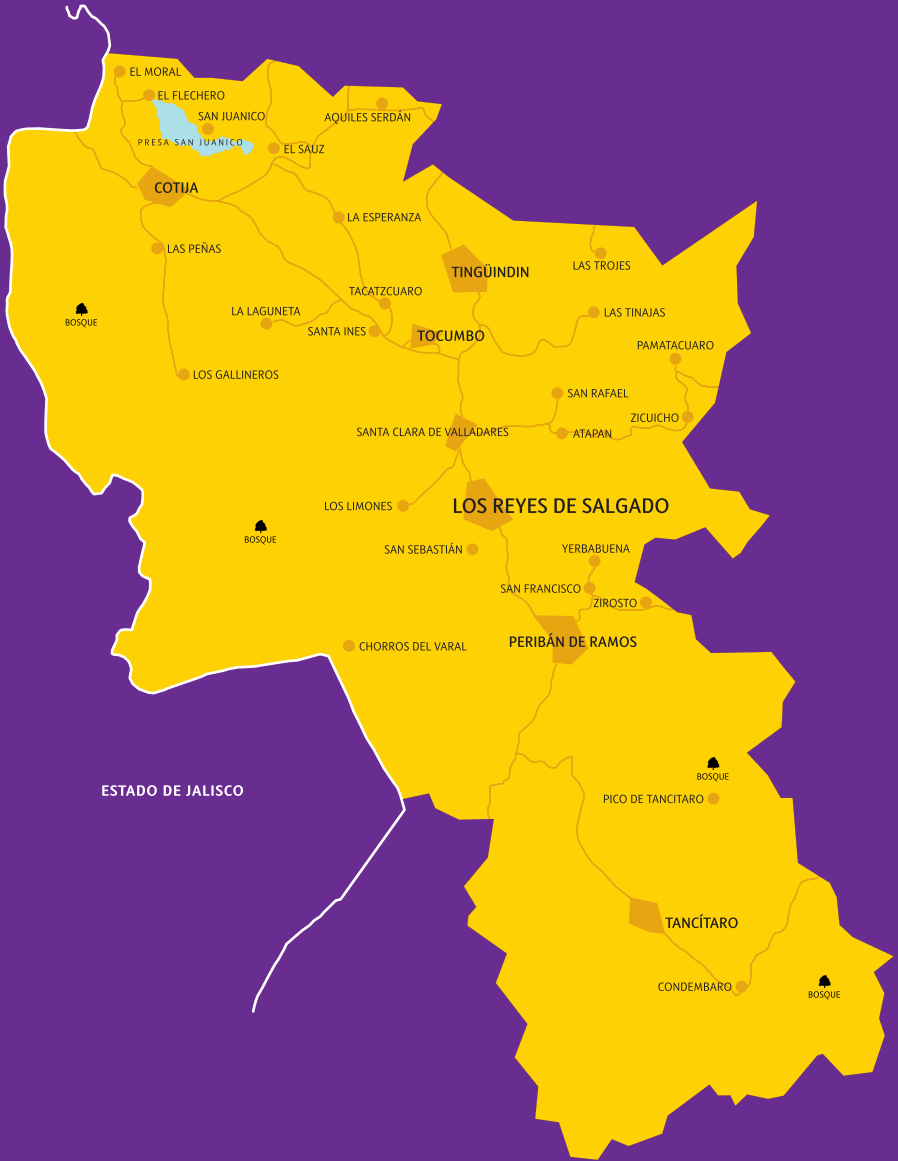 EL MORAL
EL FLECHERO
SAN JUANICO
AQUILES SERDÁN
PRESA SAN JUANICO
EL SAUZ
COTIJA
LA ESPERANZA
LAS PEÑAS
LAS TROJES
TINGÜINDIN
TACATZCUARO
LA LAGUNETA
LAS TINAJAS
BOSQUE
SANTA INES
TOCUMBO
PAMATACUARO
LOS GALLINEROS
SAN RAFAEL
ZICUICHO
SANTA CLARA DE VALLADARES
ATAPAN
LOS LIMONES
LOS REYES DE SALGADO
BOSQUE
SAN SEBASTIÁN
YERBABUENA
SAN FRANCISCO
ZIROSTO
PERIBÁN DE RAMOS
CHORROS DEL VARAL
BOSQUE
ESTADO DE JALISCO
PICO DE TANCITARO
TANCÍTARO
CONDEMBARO
BOSQUE